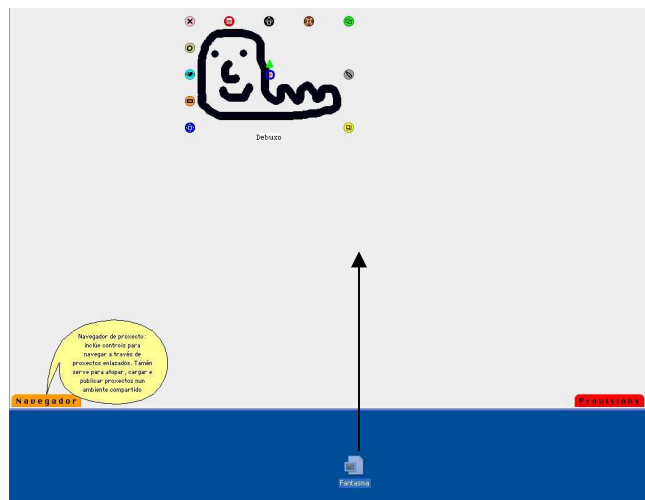 Debuxo
Navegador de proxecto:
inclúe controis para
navegar a través de
proxectos enlazados. Tamén
serve para atopar, cargar e
publicar proxectos nun
ambiente compartido
Navegador
Provisions
Fantasma